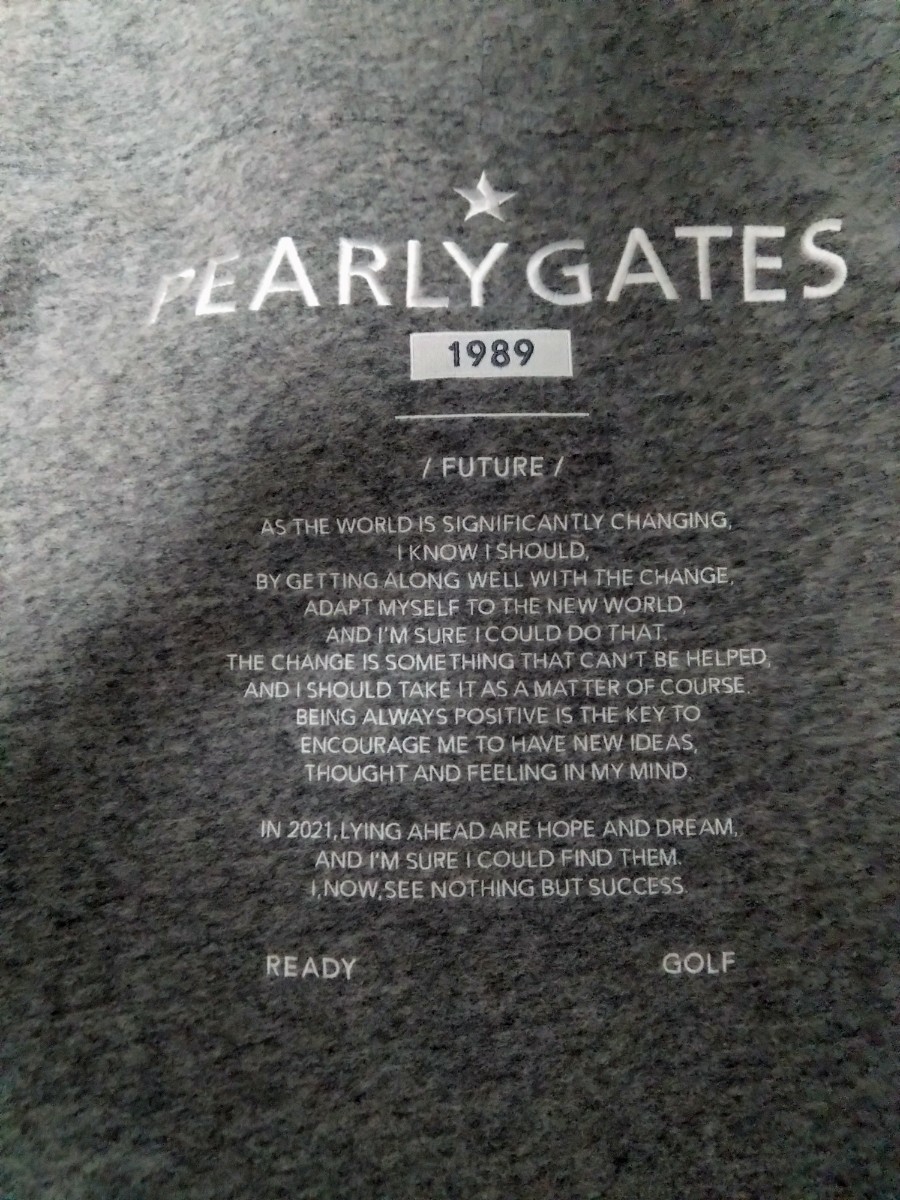 PEARLY GATES
1989
/ FUTURE /
AS THE WORLD IS SIGNIFICANTLY CHANGING,
I KNOW I SHOULD,
BY GETTING ALONG WELL WITH THE CHANGE,
ADAPT MYSELF TO THE NEW WORLD,
AND I'M SURE I COULD DO THAT.
THE CHANGE IS SOMETHING THAT CAN'T BE HELPED,
AND I SHOULD TAKE IT AS A MATTER OF COURSE.
BEING ALWAYS POSITIVE IS THE KEY TO
ENCOURAGE ME TO HAVE NEW IDEAS,
THOUGHT AND FEELING IN MY MIND.
IN 2021, LYING AHEAD ARE HOPE AND DREAM,
AND I'M SURE I COULD FIND THEM.
I, NOW, SEE NOTHING BUT SUCCESS.
READY GOLF